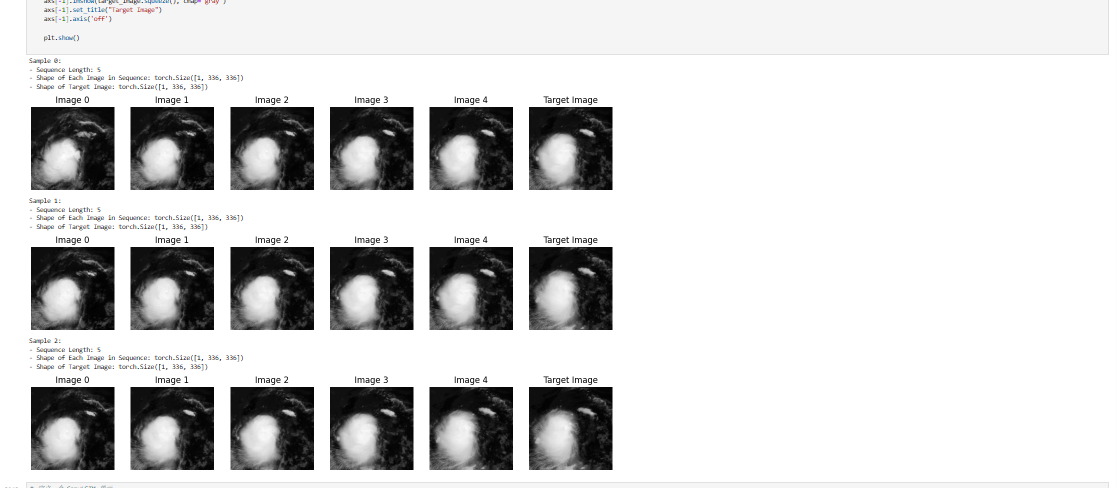 axs[-1].imshow(target_image.squeeze(), cmap='gray')
axs[-1].set_title("Target Image")
axs[-1].axis('off')
plt.show()
Sample 0:
- Sequence Length: 5
- Shape of Each Image in Sequence: torch.Size([1, 336, 336])
- Shape of Target Image: torch.Size([1, 336, 336])
Image 0 Image 1 Image 2 Image 3 Image 4 Target Image
Sample 1:
- Sequence Length: 5
- Shape of Each Image in Sequence: torch.Size([1, 336, 336])
- Shape of Target Image: torch.Size([1, 336, 336])
Image 0 Image 1 Image 2 Image 3 Image 4 Target Image
Sample 2:
- Sequence Length: 5
- Shape of Each Image in Sequence: torch.Size([1, 336, 336])
- Shape of Target Image: torch.Size([1, 336, 336])
Image 0 Image 1 Image 2 Image 3 Image 4 Target Image